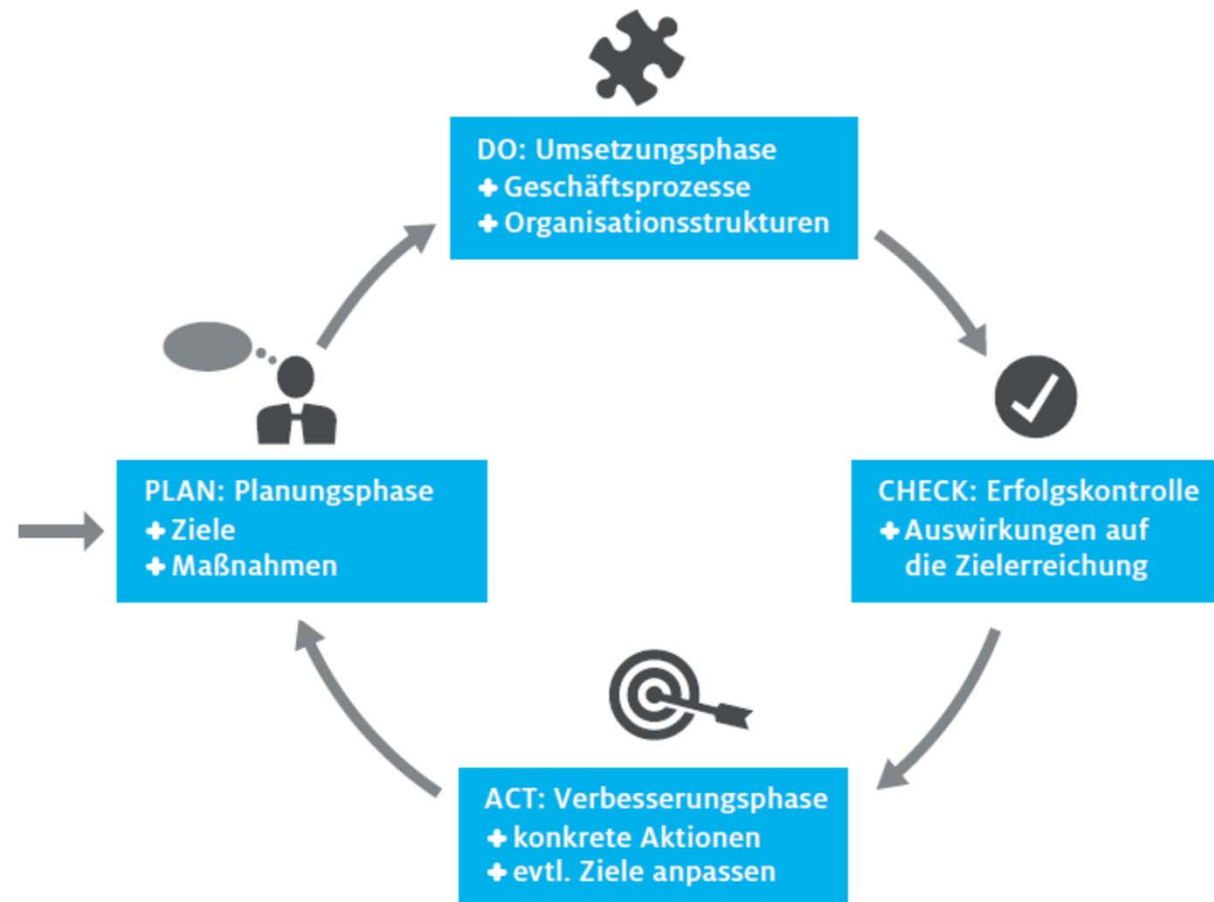 DO: Umsetzungsphase
+ Geschäftsprozesse
+ Organisationsstrukturen
PLAN: Planungsphase
+ Ziele
+ Maßnahmen
CHECK: Erfolgskontrolle
+ Auswirkungen auf
die Zielerreichung
ACT: Verbesserungsphase
+ konkrete Aktionen
+ evtl. Ziele anpassen